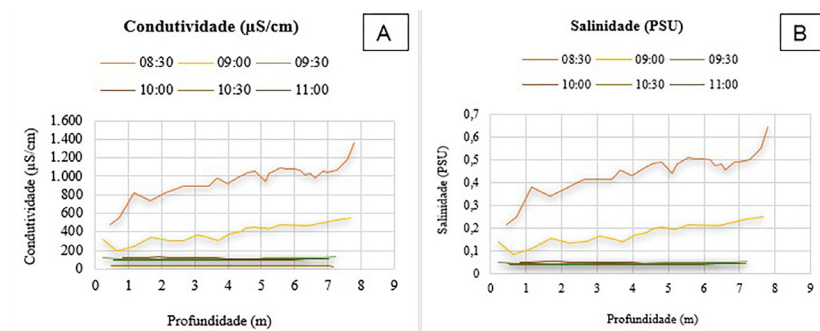 Condutividade (µS/cm)
A
08:30 09:00 09:30
10:00 10:30 11:00
Condutividade (µS/cm)
1.600
1.400
1.200
1.000
800
600
400
200
0
0 1 2 3 4 5 6 7 8 9
Profundidade (m)
Salinidade (PSU)
B
08:30 09:00 09:30
10:00 10:30 11:00
Salinidade (PSU)
0,7
0,6
0,5
0,4
0,3
0,2
0,1
0
0 1 2 3 4 5 6 7 8 9
Profundidade (m)